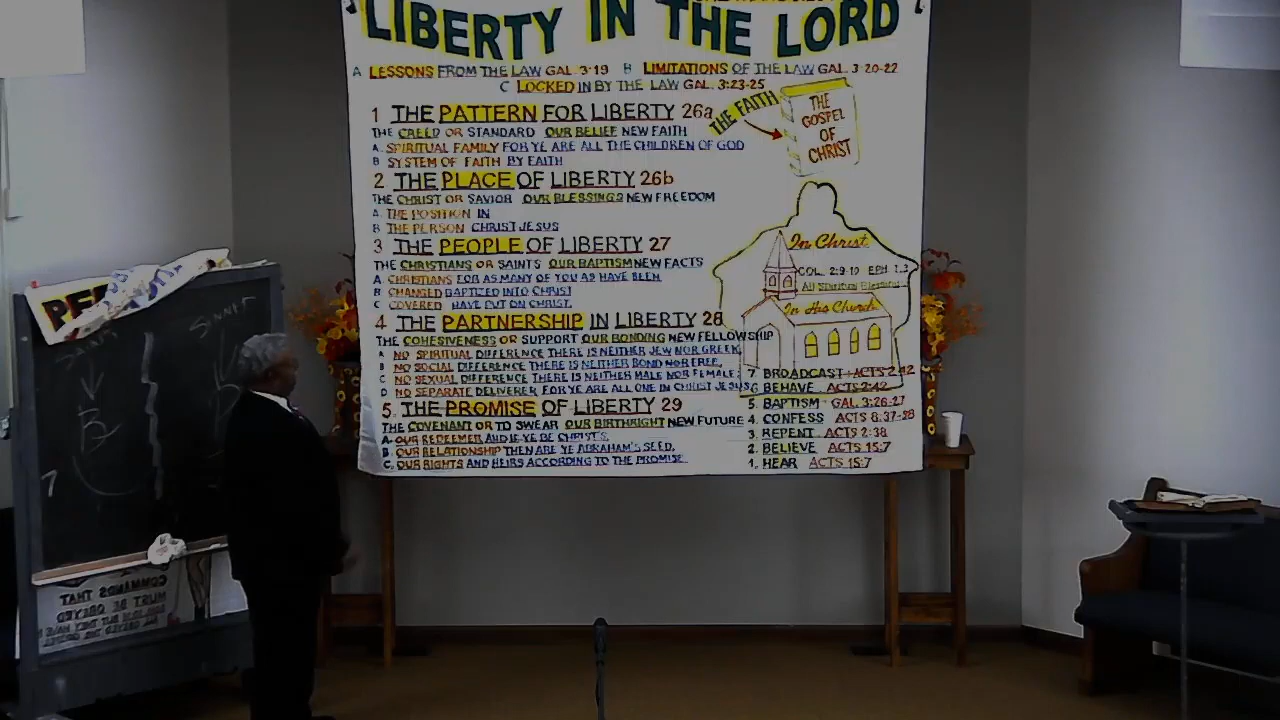 LIBERTY IN THE LORD
A LESSONS FROM THE LAW GAL. 3:19 B LIMITATIONS OF THE LAW GAL. 3:20-22
C LOCKED IN BY THE LAW GAL. 3:23-25
1 THE PATTERN FOR LIBERTY 26a
THE CREED OR STANDARD OUR BELIEF NEW FAITH
A. SPIRITUAL FAMILY FOR YE ARE ALL THE CHILDREN OF GOD
B SYSTEM OF FAITH BY FAITH
THE FAITH
THE GOSPEL OF CHRIST
2 THE PLACE OF LIBERTY 26b
THE CHRIST OR SAVIOR OUR BLESSINGS NEW FREEDOM
A. THE POSITION IN
B THE PERSON CHRIST JESUS
3 THE PEOPLE OF LIBERTY 27
THE CHRISTIANS OR SAINTS OUR BAPTISM NEW FACTS
A CHRISTIANS FOR AS MANY OF YOU AS HAVE BEEN
B CHANGED BAPTIZED INTO CHRIST
C COVERED HAVE PUT ON CHRIST.
In Christ
COL. 2:9-10 EPH. 1:3
All Spiritual Blessings
In His Church
4 THE PARTNERSHIP IN LIBERTY 28
THE COHESIVENESS OR SUPPORT OUR BONDING NEW FELLOWSHIP
A NO SPIRITUAL DIFFERENCE THERE IS NEITHER JEW NOR GREEK,
B NO SOCIAL DIFFERENCE THERE IS NEITHER BOND NOR FREE,
C NO SEXUAL DIFFERENCE THERE IS NEITHER MALE NOR FEMALE:
D NO SEPARATE DELIVERER FOR YE ARE ALL ONE IN CHRIST JESUS
5. THE PROMISE OF LIBERTY 29
THE COVENANT OR TO SWEAR OUR BIRTHRIGHT NEW FUTURE
A. OUR REDEEMER AND IF YE BE CHRIST'S,
B. OUR RELATIONSHIP THEN ARE YE ABRAHAM'S SEED,
C. OUR RIGHTS AND HEIRS ACCORDING TO THE PROMISE
7 BROADCAST ACTS 2:42
6 BEHAVE ACTS 2:42
5. BAPTISM GAL. 3:26-27
4. CONFESS ACTS 8:37-38
3. REPENT ACTS 2:38
2. BELIEVE ACTS 15:7
1. HEAR ACTS 15:7
COMMANDS THAT
MUST BE OBEYED